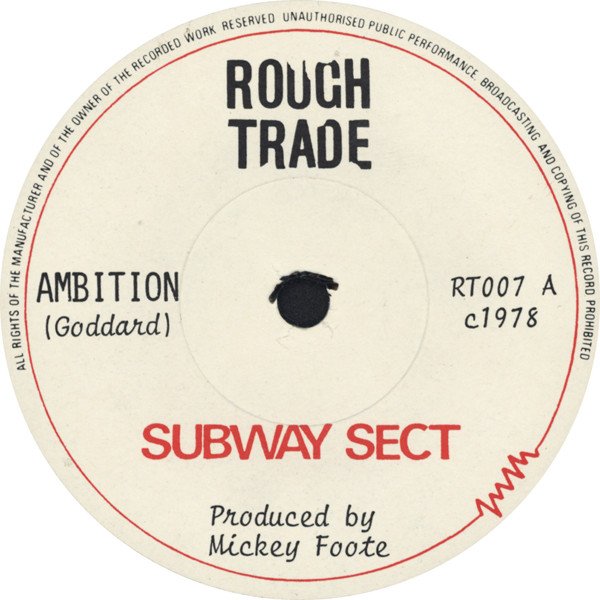 ALL RIGHTS OF THE MANUFACTURER AND OF THE OWNER OF THE RECORDED WORK RESERVED UNAUTHORISED PUBLIC PERFORMANCE. BROADCASTING AND COPYING OF THIS RECORD PROHIBITED
ROUGH
TRADE
AMBITION
(Goddard)
RT007 A
c1978
SUBWAY SECT
Produced by
Mickey Foote